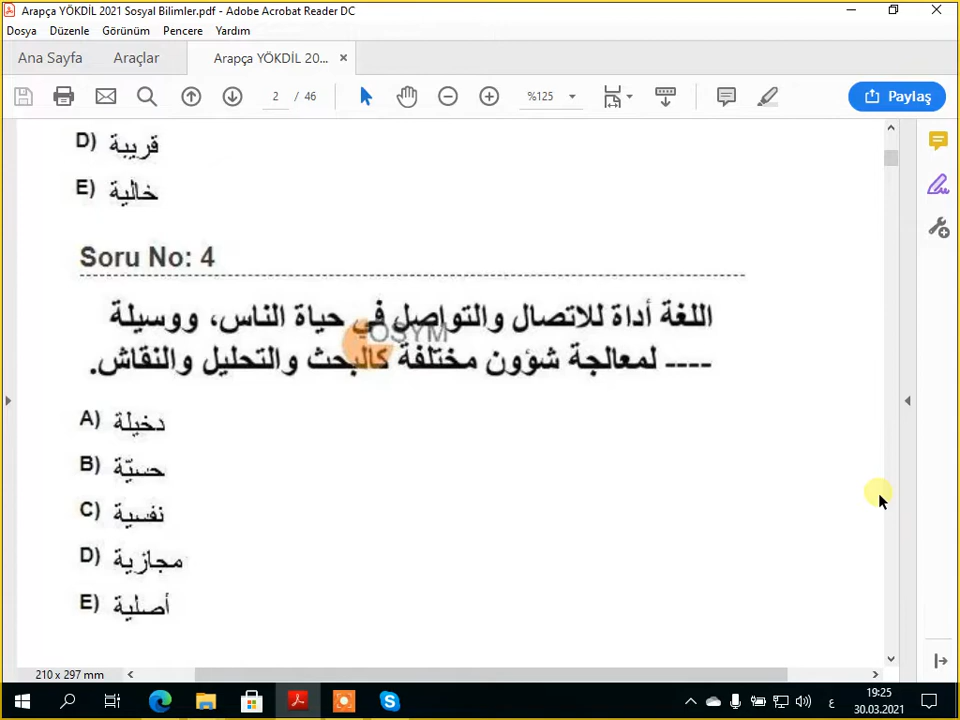 Arapça YÖKDİL 2021 Sosyal Bilimler.pdf - Adobe Acrobat Reader DC
Dosya Düzenle Görünüm Pencere Yardım
Ana Sayfa Araçlar Arapça YÖKDİL 20...
2 / 46 %125 Paylaş
D) قريبة
E) خالية
Soru No: 4
اللغة أداة للاتصال والتواصل في حياة الناس، ووسيلة
---- لمعالجة شؤون مختلفة كالبحث والتحليل والنقاش.
ÖSYM
A) دخيلة
B) حسيّة
C) نفسية
D) مجازية
E) أصلية
210 x 297 mm
ع 19:25
30.03.2021